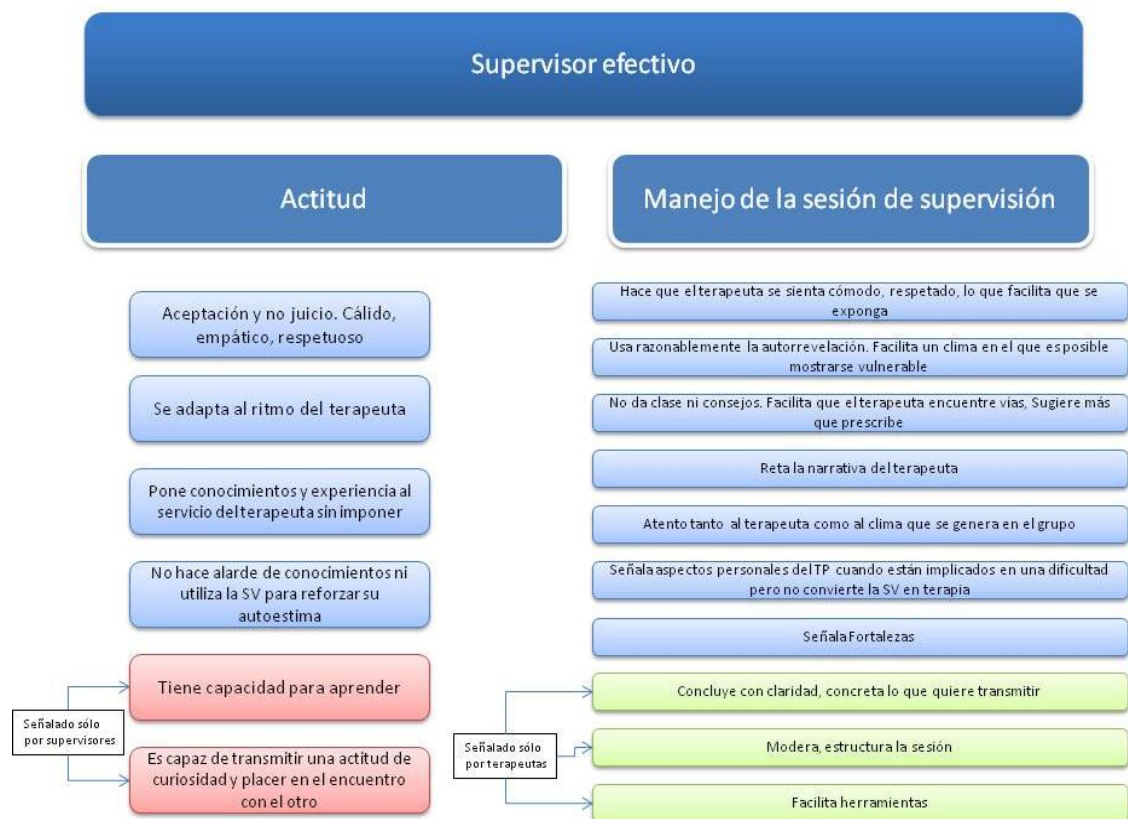 Supervisor efectivo
Actitud
Aceptación y no juicio. Cálido,
empático, respetuoso
Se adapta al ritmo del terapeuta
Pone conocimientos y experiencia al
servicio del terapeuta sin imponer
No hace alarde de conocimientos ni
utiliza la SV para reforzar su
autoestima
Señalado sólo
por supervisores
Tiene capacidad para aprender
Es capaz de transmitir una actitud de
curiosidad y placer en el encuentro
con el otro
Manejo de la sesión de supervisión
Hace que el terapeuta se sienta cómodo, respetado, lo que facilita que se
exponga
Usa razonablemente la autorrevelación. Facilita un clima en el que es posible
mostrarse vulnerable
No da clase ni consejos. Facilita que el terapeuta encuentre vías, Sugiere más
que prescribe
Reta la narrativa del terapeuta
Atento tanto al terapeuta como al clima que se genera en el grupo
Señala aspectos personales del TP cuando están implicados en una dificultad
pero no convierte la SV en terapia
Señala Fortalezas
Señalado sólo
por terapeutas
Concluye con claridad, concreta lo que quiere transmitir
Modera, estructura la sesión
Facilita herramientas